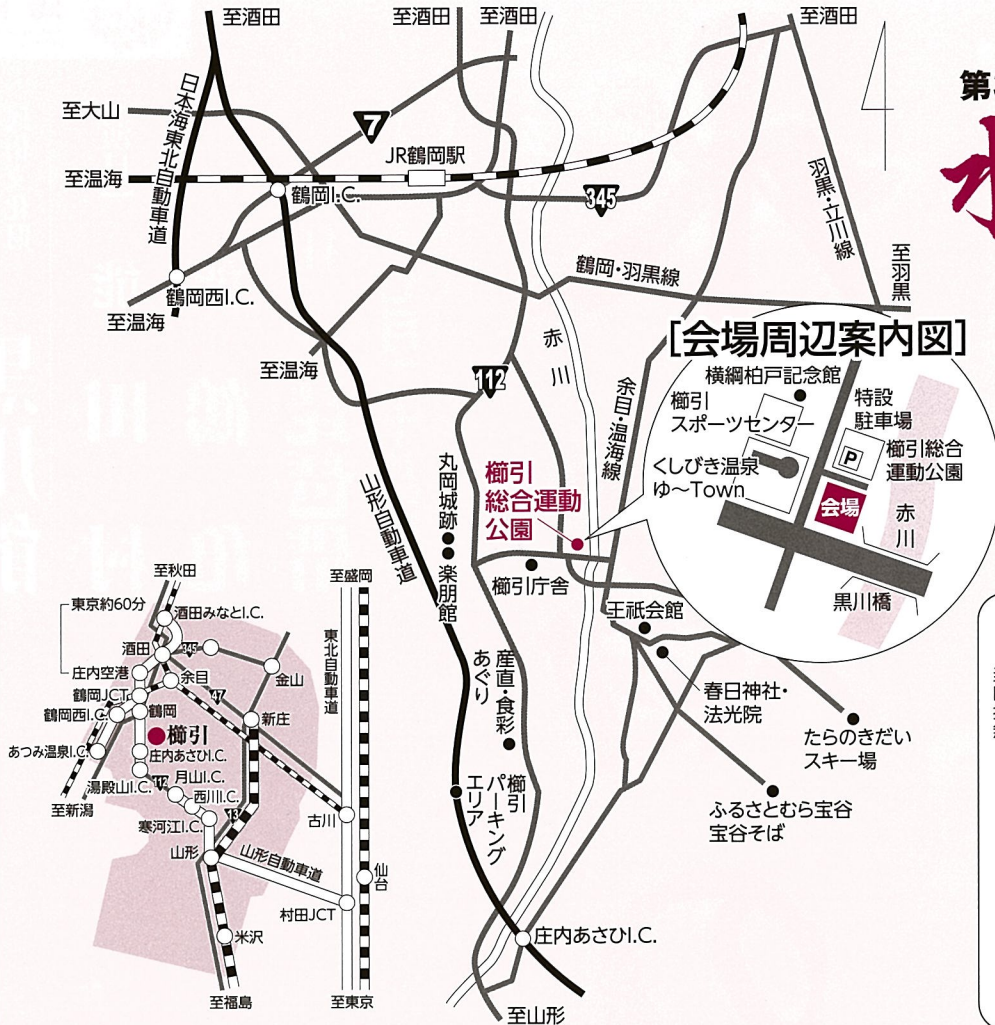 至酒田
至酒田
至酒田
至酒田
至大山
日本海東北自動車道
7
JR鶴岡駅
至温海
鶴岡I.C.
345
羽黒・立川線
鶴岡・羽黒線
至羽黒
鶴岡西I.C.
至温海
至温海
赤川
112
余目・温海線
第
水
[会場周辺案内図]
横綱柏戸記念館
櫛引
スポーツセンター
特設
駐車場
P
櫛引総合
運動公園
くしびき温泉
ゆ～Town
会場
赤川
黒川橋
山形自動車道
丸岡城跡
楽朋館
櫛引
総合運動
公園
櫛引庁舎
王祇会館
春日神社・
法光院
産直・食彩
あぐり
たらのきだい
スキー場
櫛引
パーキング
エリア
ふるさとむら宝谷
宝谷そば
庄内あさひI.C.
至山形
至秋田
至盛岡
東京約60分
酒田みなとI.C.
酒田
345
庄内空港
余目
金山
東北自動車道
鶴岡JCT
47
鶴岡西I.C.
鶴岡
新庄
櫛引
あつみ温泉I.C.
庄内あさひI.C.
月山I.C.
湯殿山I.C.
112
西川I.C.
至新潟
13
寒河江I.C.
古川
山形
山形自動車道
仙台
村田JCT
米沢
至福島
至東京